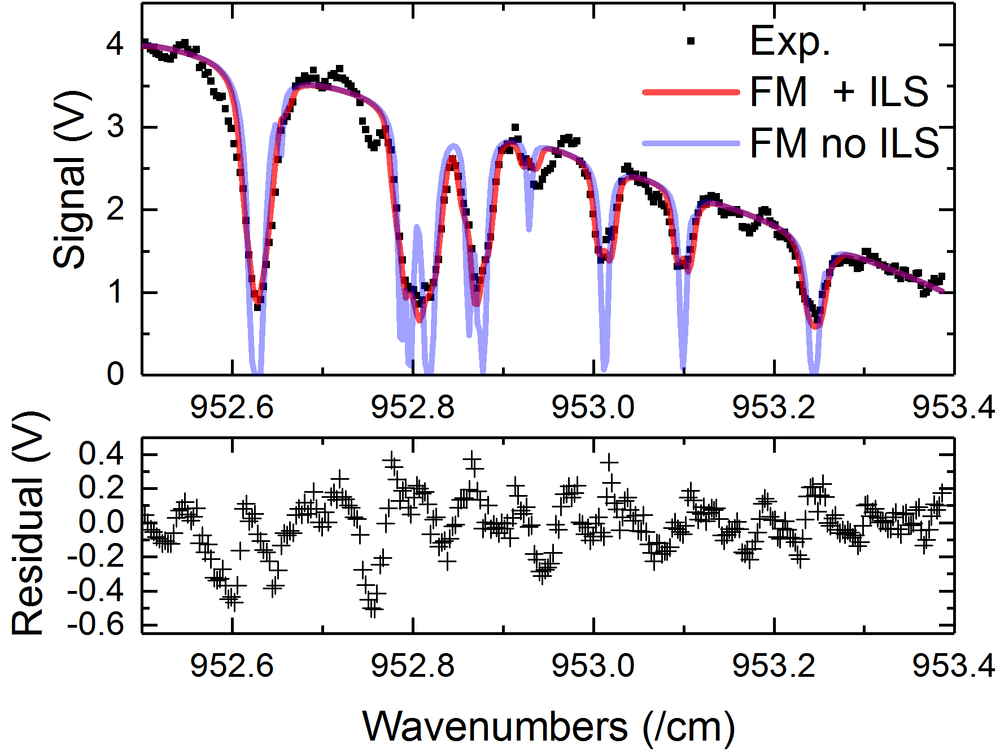 Signal (V)
4
3
2
1
0
Exp.
FM + ILS
FM no ILS
952.6 952.8 953.0 953.2 953.4
Residual (V)
0.4
0.2
0.0
-0.2
-0.4
-0.6
952.6 952.8 953.0 953.2 953.4
Wavenumbers (/cm)